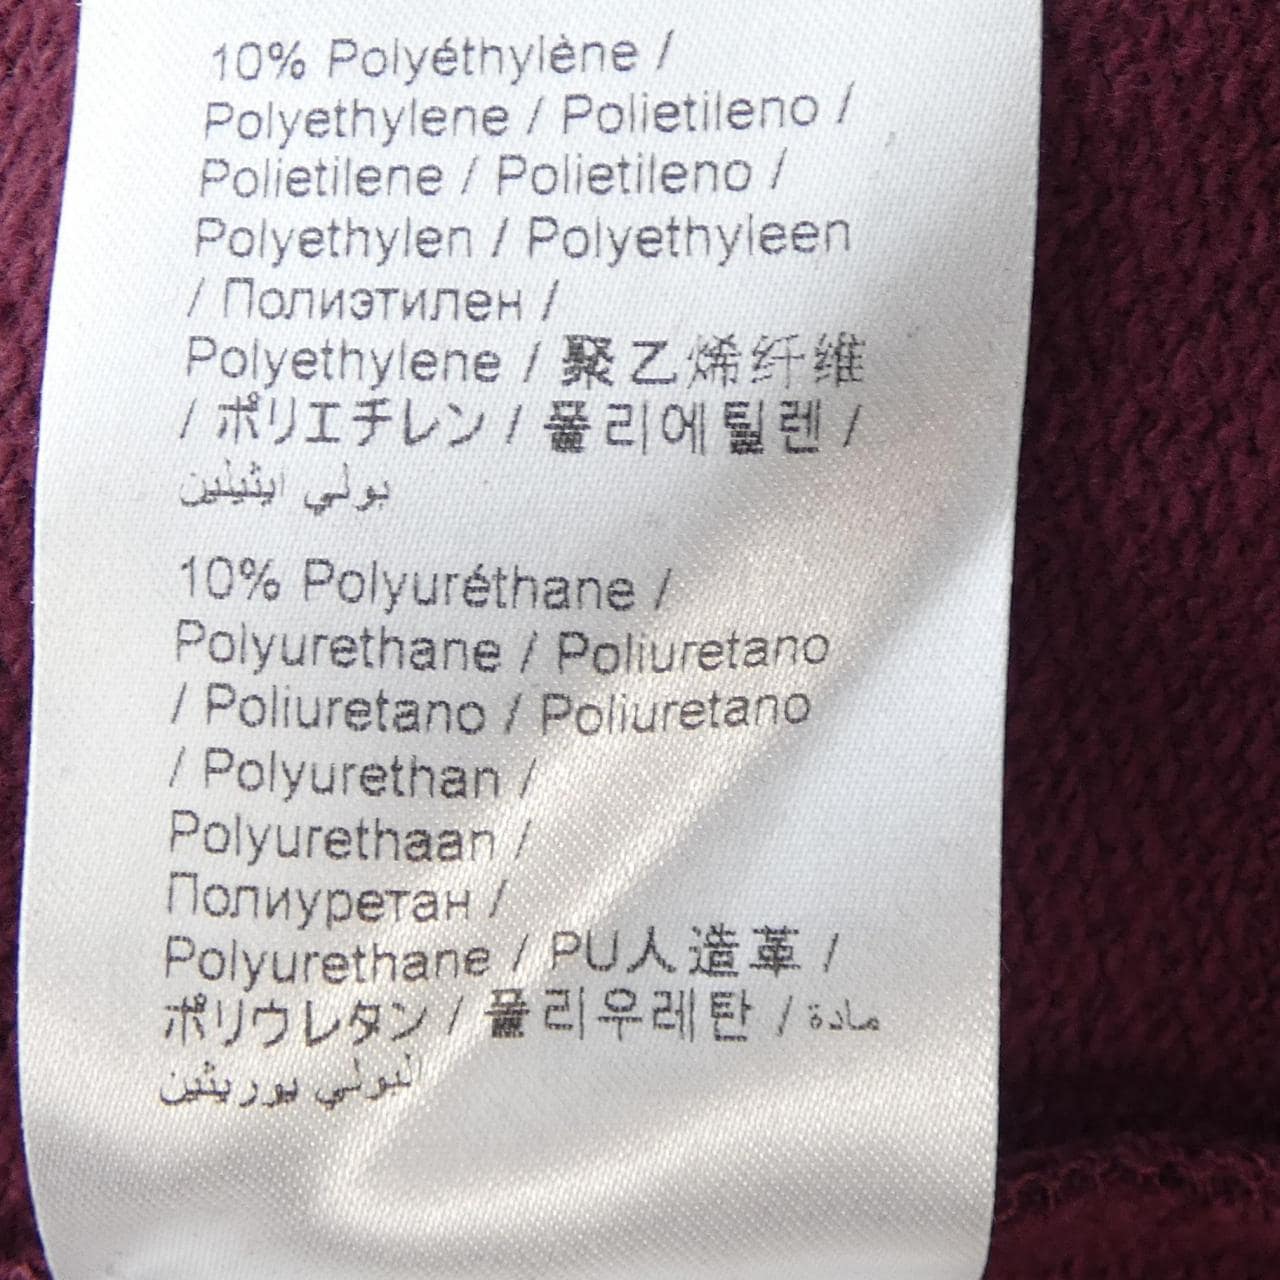 10% Polyéthylène /
Polyethylene / Polietileno /
Polietilene / Polietileno /
Polyethylen / Polyethyleen
/ Полиэтилен /
Polyethylene / 聚乙烯纤维
/ ポリエチレン / 폴리에틸렌 /
بولي ايثيلين
10% Polyuréthane /
Polyurethane / Poliuretano
/ Poliuretano / Poliuretano
/ Polyurethan /
Polyurethaan /
Полиуретан /
Polyurethane / PU人造革 /
ポリウレタン / 폴리우레탄 / مادة
البولي يوريثين